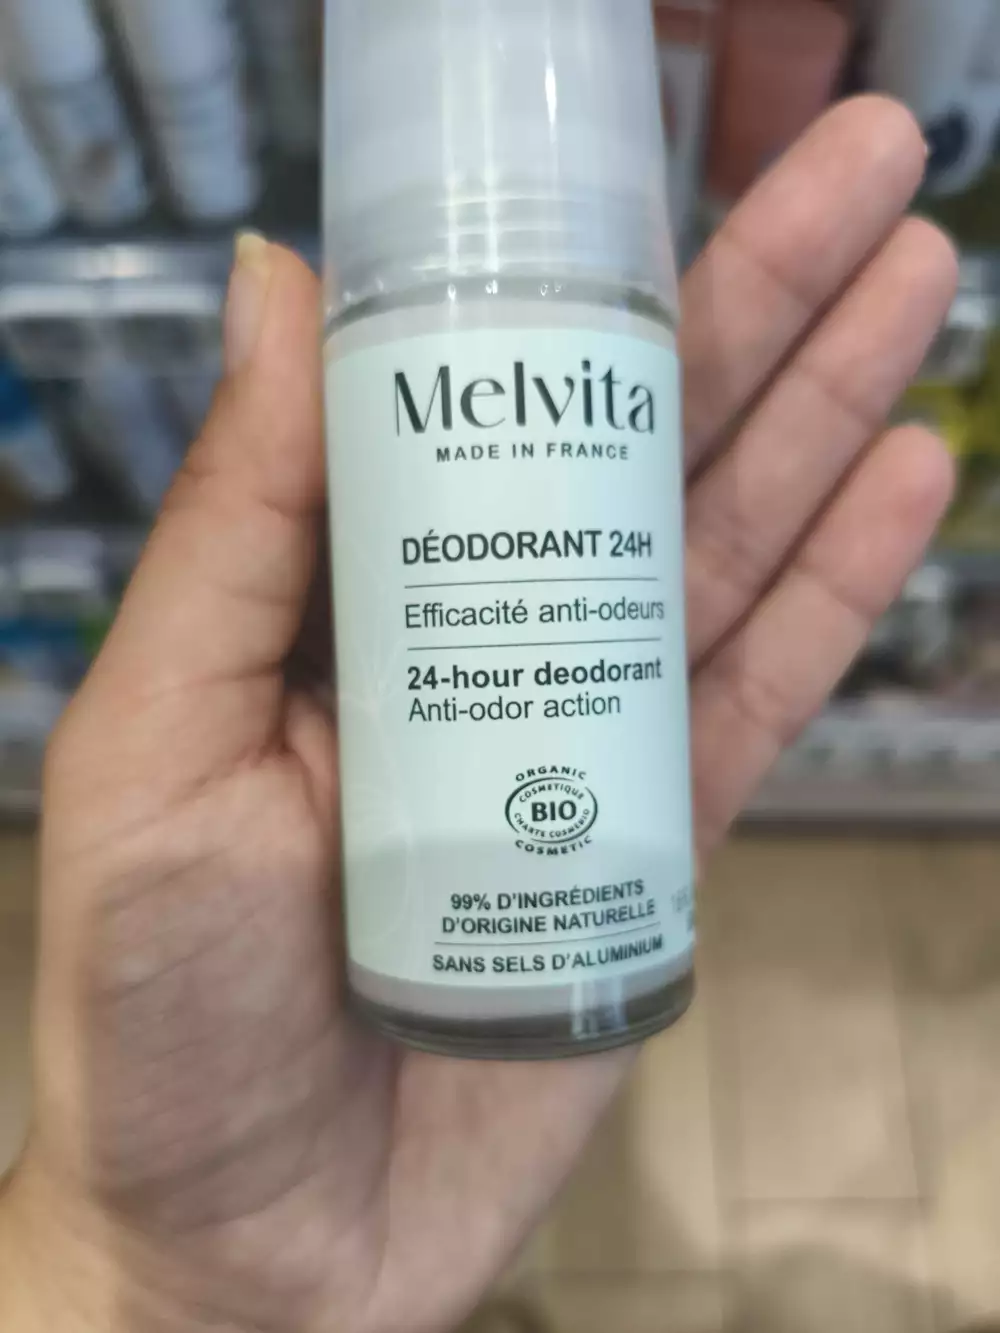 Melvita
MADE IN FRANCE
DÉODORANT 24H
Efficacité anti-odeurs
24-hour deodorant
Anti-odor action
ORGANIC
COSMETIQUE
BIO
CHARTE COSMEBIO
COSMETIC
99% D'INGRÉDIENTS
D'ORIGINE NATURELLE
SANS SELS D'ALUMINIUM